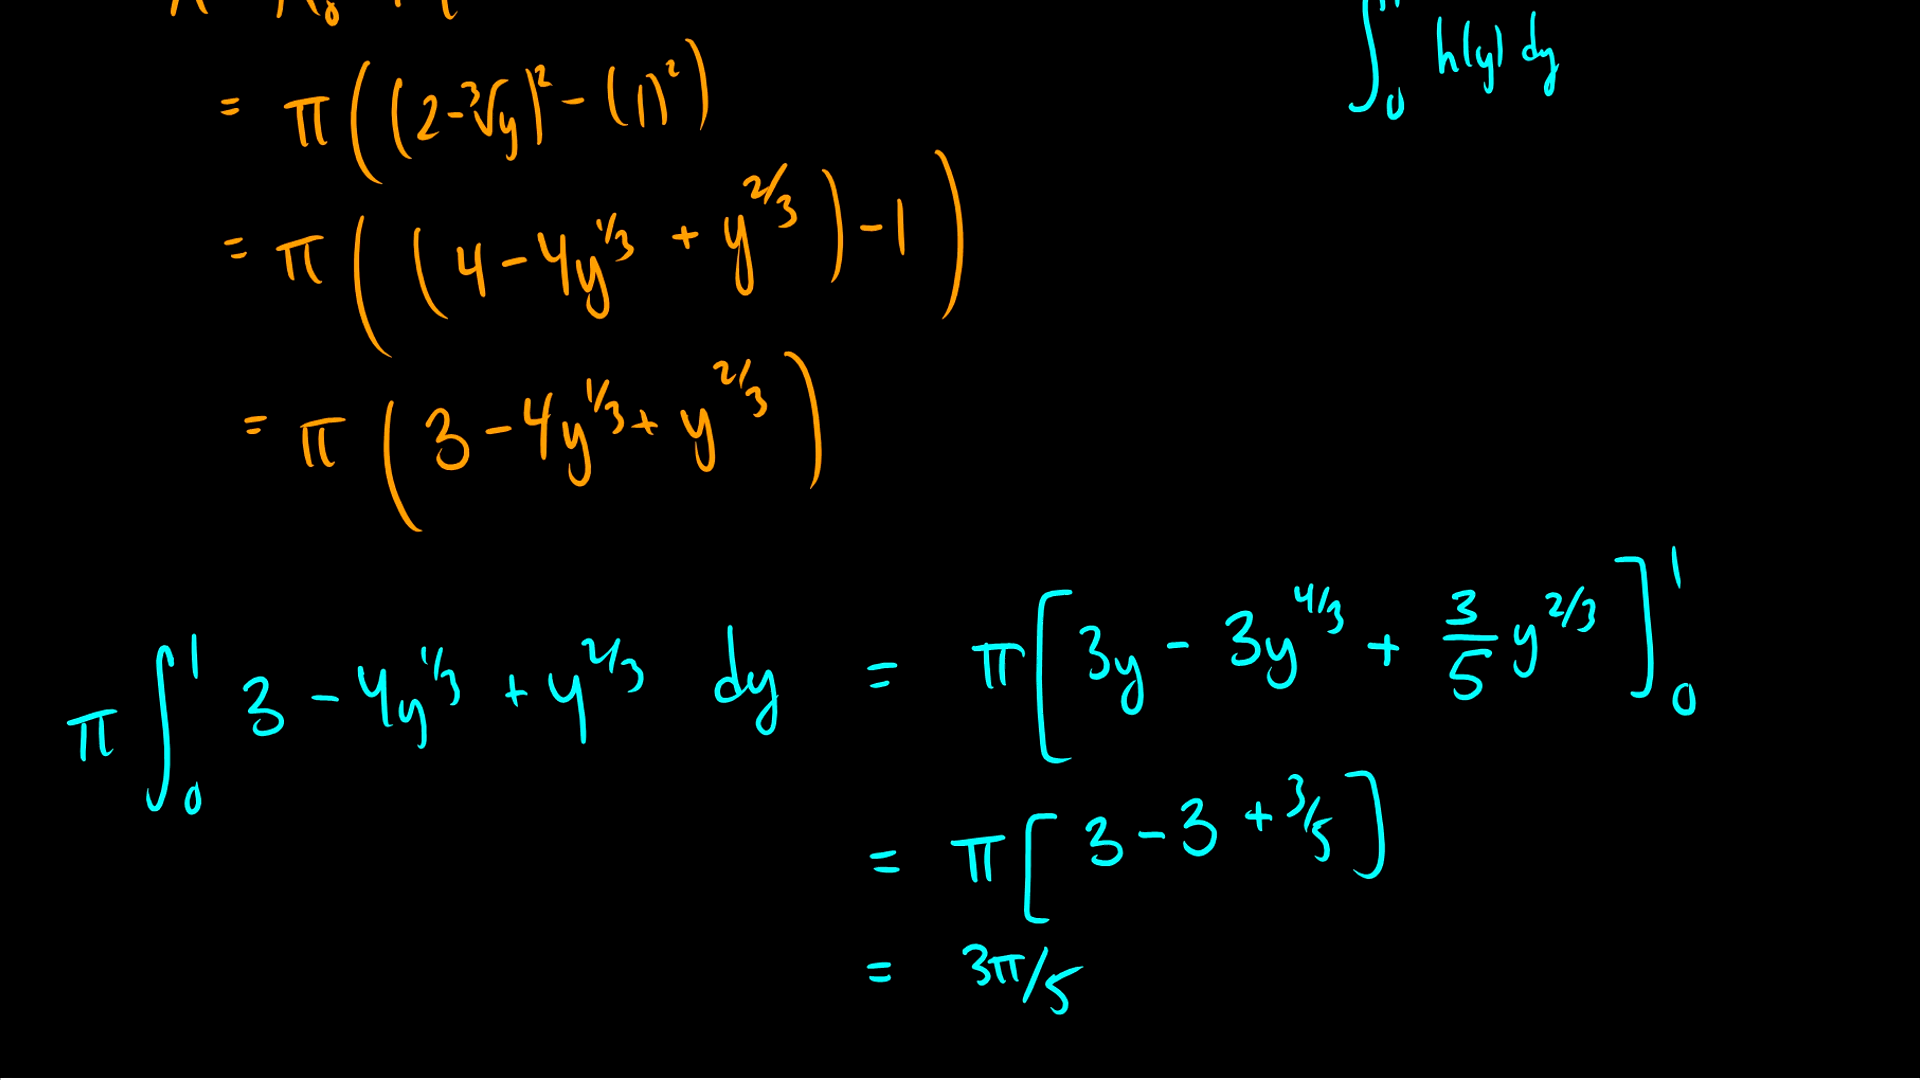 = π((2-³√y)² - (1)²)
∫₀ h(y) dy
= π((4 - 4y^{1/3} + y^{2/3}) - 1)
= π(3 - 4y^{1/3} + y^{2/3})
π∫₀¹ 3 - 4y^{1/3} + y^{2/3} dy = π[3y - 3y^{4/3} + 3/5 y^{2/3}]₀¹
= π[3 - 3 + 3/5]
= 3π/5